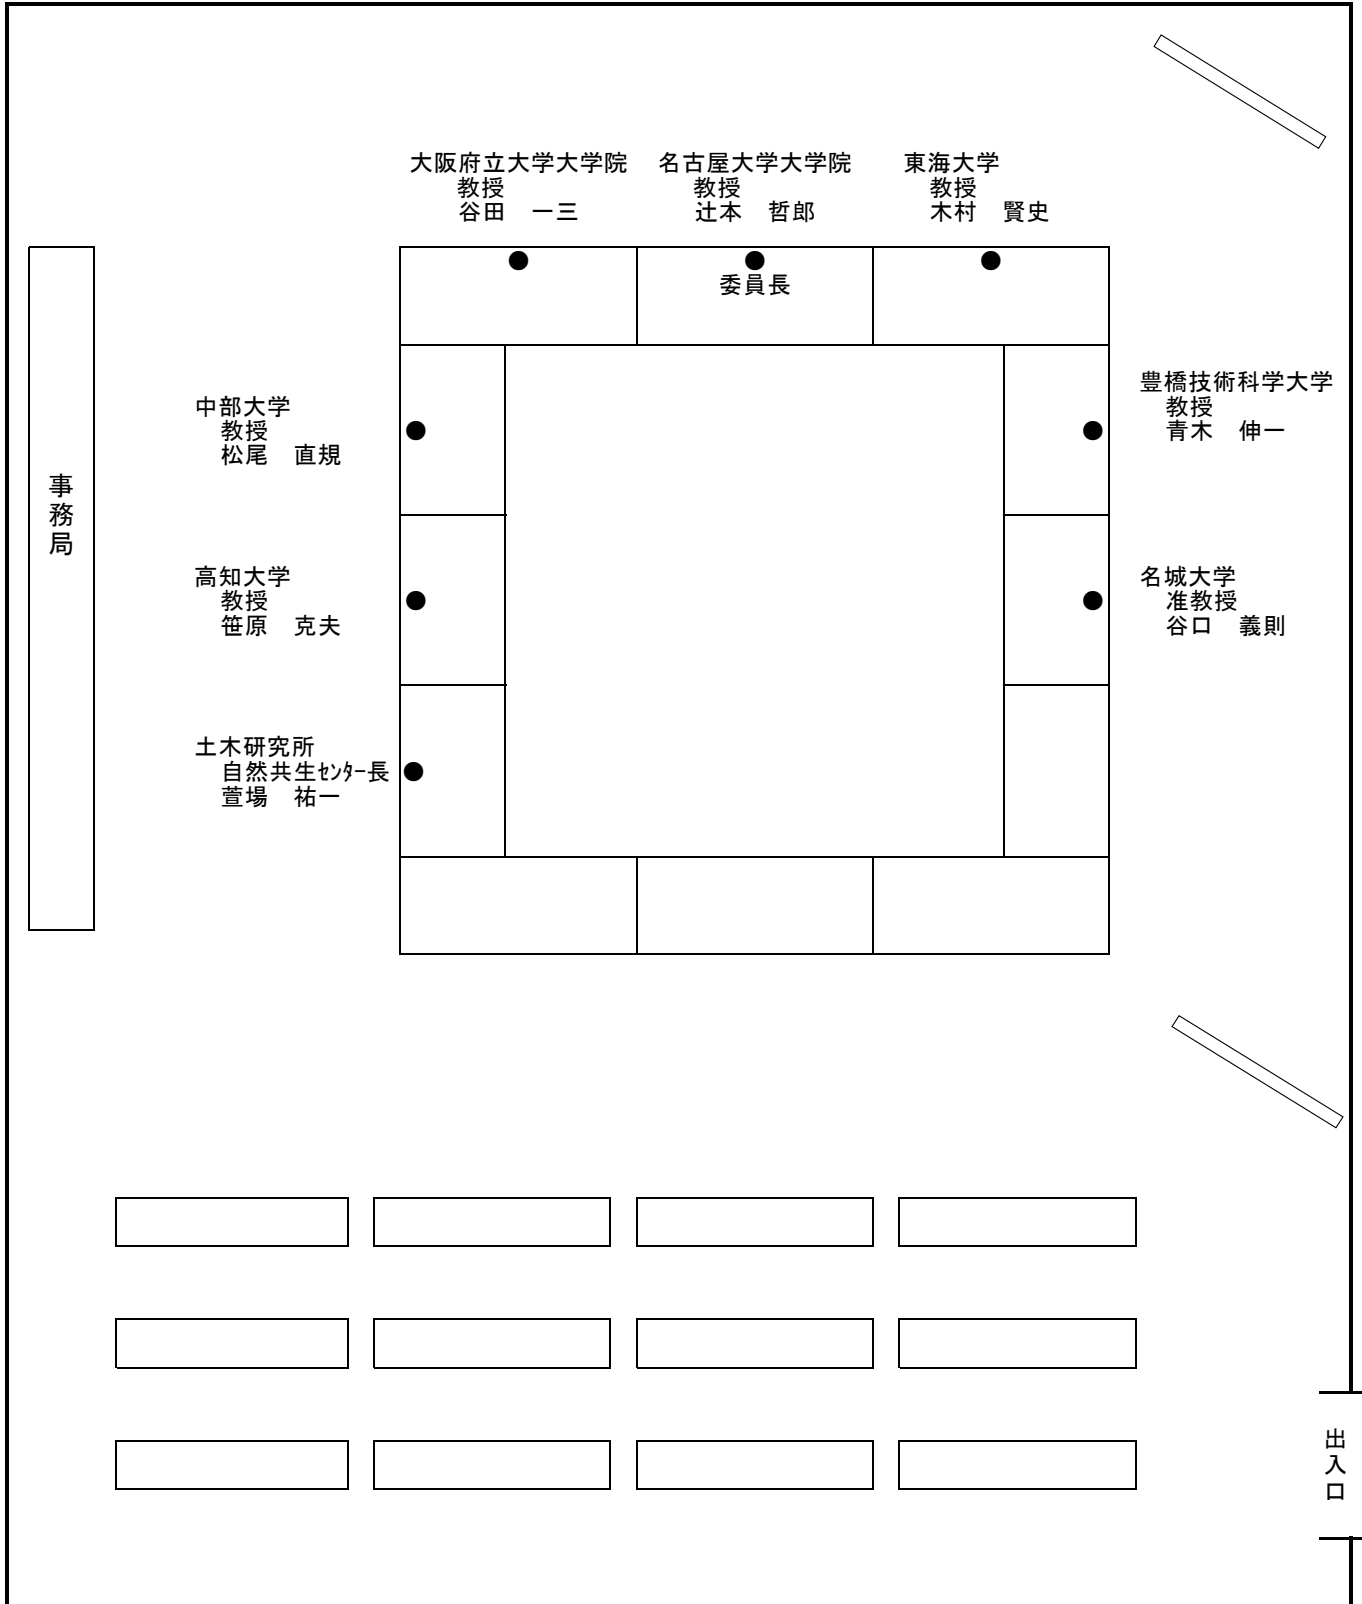 大阪府立大学大学院
教授
谷田　一三
名古屋大学大学院
教授
辻本　哲郎
東海大学
教授
木村　賢史
委員長
中部大学
教授
松尾　直規
豊橋技術科学大学
教授
青木　伸一
事務局
高知大学
教授
笹原　克夫
名城大学
准教授
谷口　義則
土木研究所
自然共生ｾﾝﾀｰ長
萱場　祐一
出入口